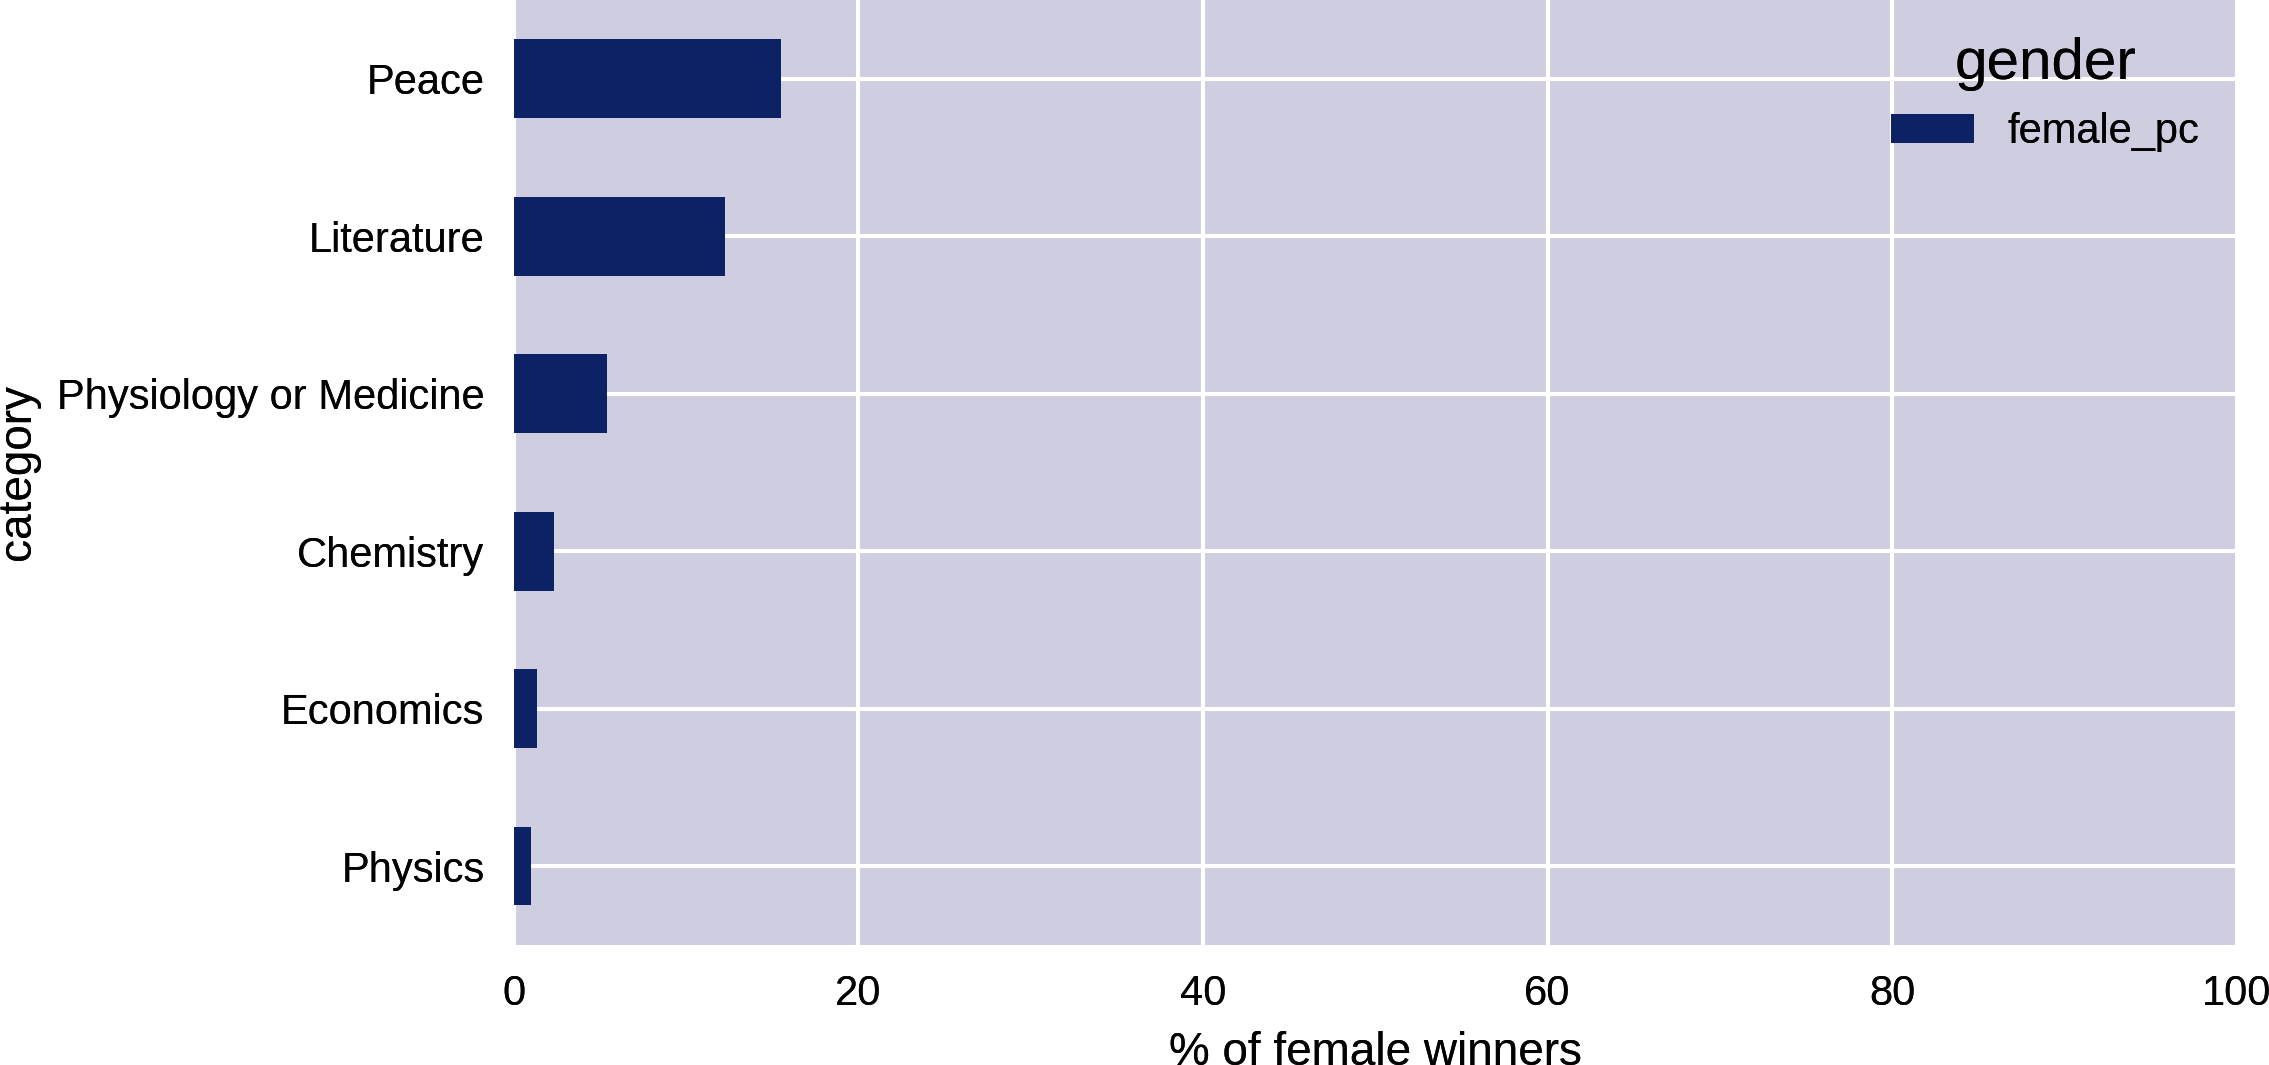 gender
female_pc
Peace
Literature
Physiology or Medicine
Chemistry
Economics
Physics
category
0 20 40 60 80 100
% of female winners